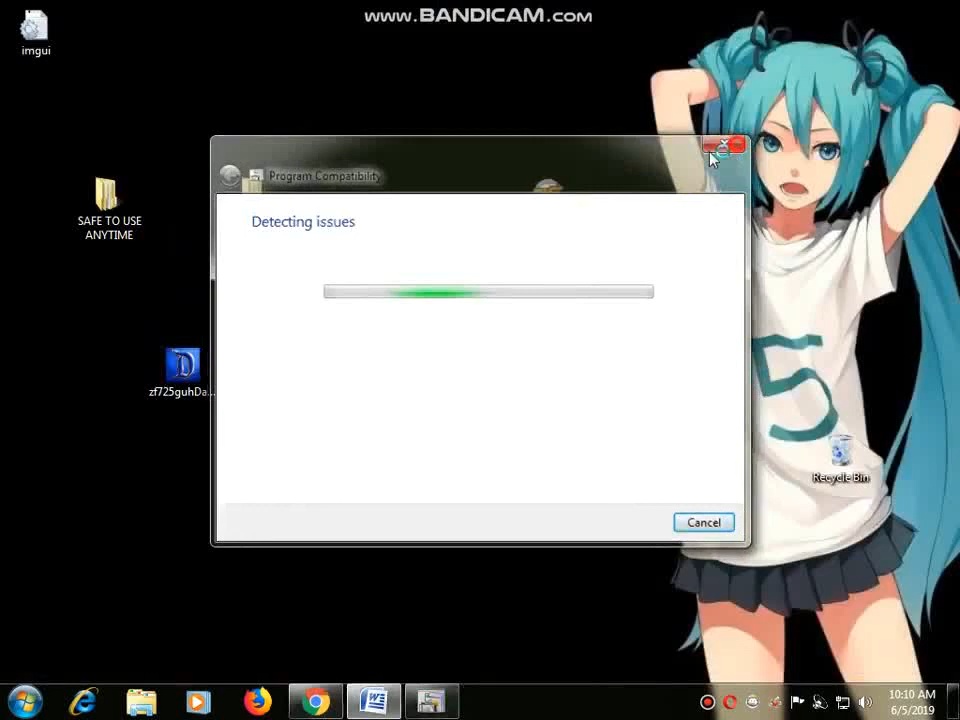 www.BANDICAM.com
imgui
Program Compatibility
Detecting issues
SAFE TO USE
ANYTIME
zf725guhDa...
5
Recycle Bin
Cancel
10:10 AM
6/5/2019